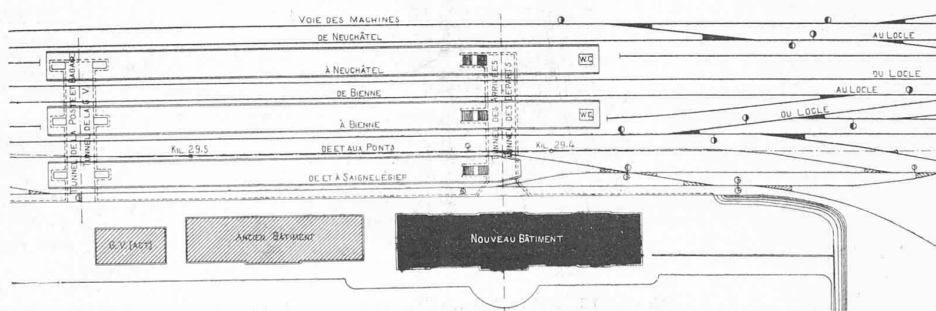 VOIE DES MACHINES
DE NEUCHÂTEL
AU LOCLE
W.C
À NEUCHÂTEL
DU LOCLE
DE BIENNE
AU LOCLE
DU LOCLE
W.C
À BIENNE
TUNNEL DE LA POSTE ET BAGAG.
TUNNEL DE LA G. V.
TUNNEL DES ARRIVÉES
TUNNEL DES DÉPARTS
KIL. 29.5
DE ET AUX PONTS
KIL. 29.4
DE ET À SAIGNELÉGIER
G. V. [ACT]
ANCIEN BÂTIMENT
NOUVEAU BÂTIMENT